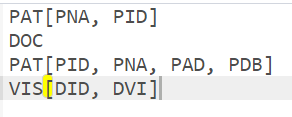 PAT[PNA, PID]
DOC
PAT[PID, PNA, PAD, PDB]
VIS[DID, DVI]